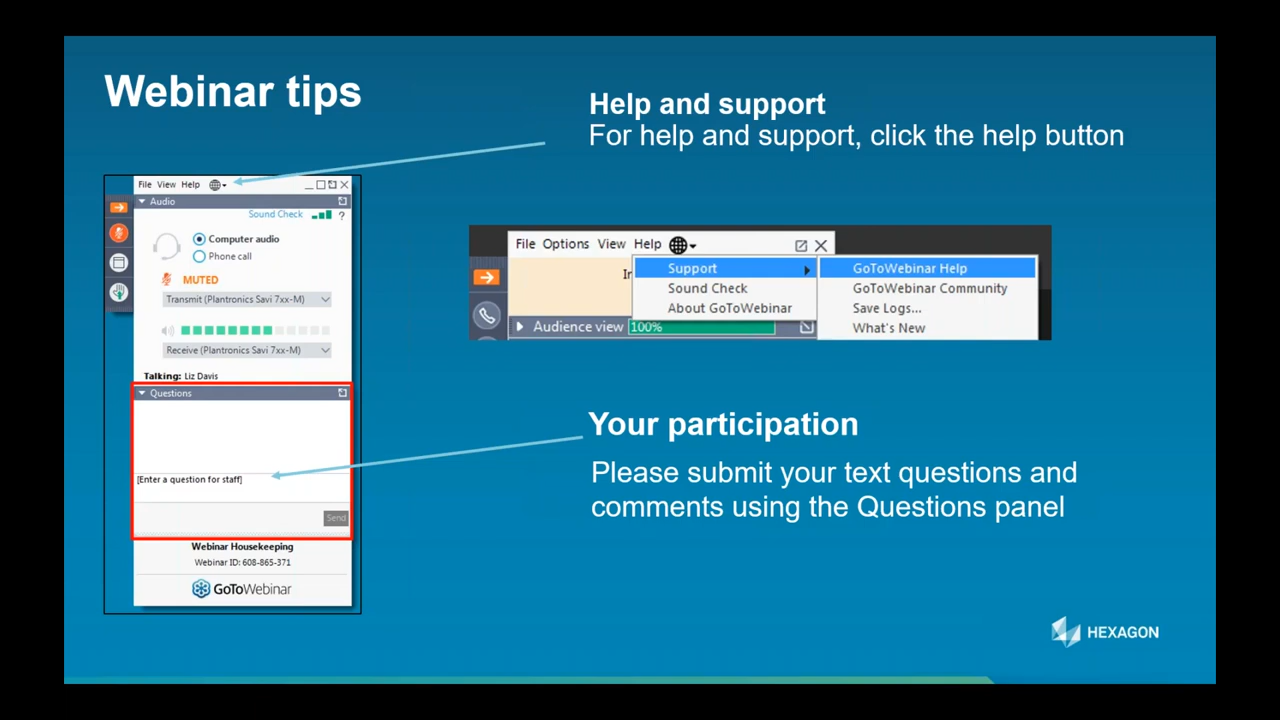 Webinar tips
Help and support
For help and support, click the help button
File View Help
Audio
Sound Check
?
Computer audio
Phone call
MUTED
Transmit (Plantronics Savi 7xx-M)
Receive (Plantronics Savi 7xx-M)
Talking: Liz Davis
Questions
[Enter a question for staff]
Send
Webinar Housekeeping
Webinar ID: 608-865-371
GoToWebinar
File Options View Help
Support
Sound Check
About GoToWebinar
GoToWebinar Help
GoToWebinar Community
Save Logs...
What's New
Audience view 100%
Your participation
Please submit your text questions and
comments using the Questions panel
HEXAGON